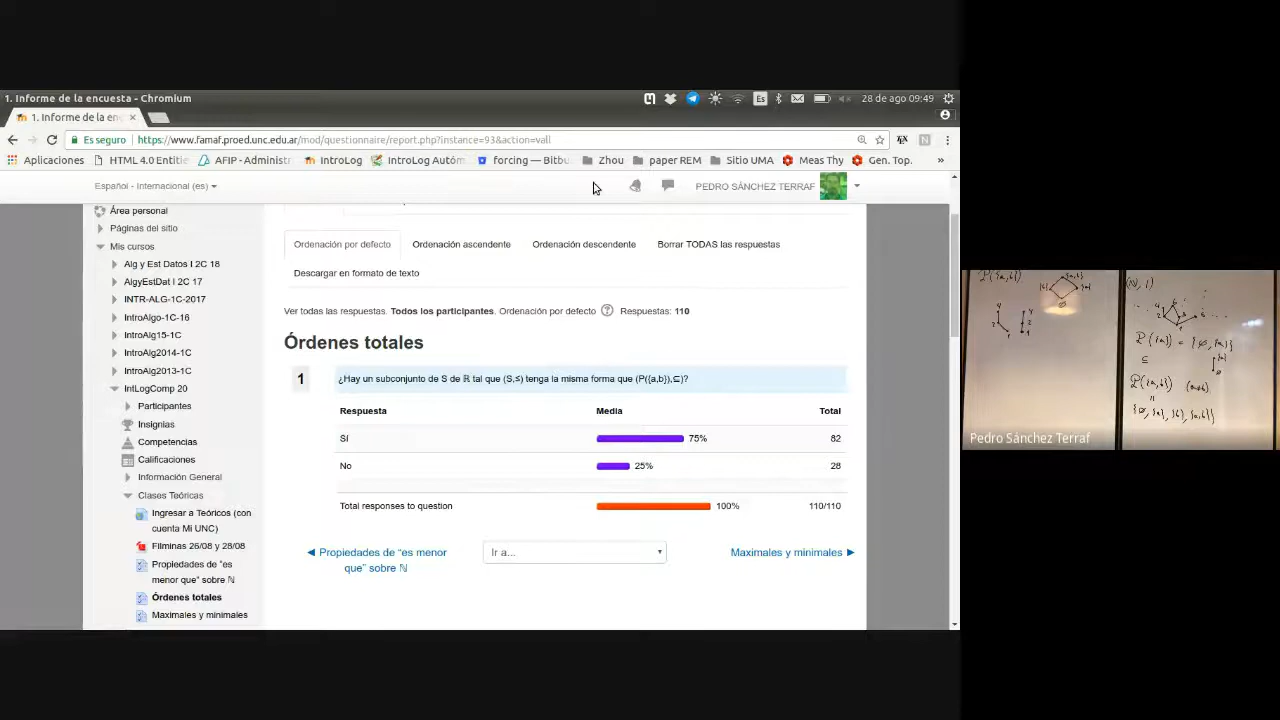 1. Informe de la encuesta - Chromium
Es
28 de ago 09:49
1. Informe de la en
Es seguro
https://www.famaf.proed.unc.edu.ar/mod/questionnaire/report.php?instance=93&action=vall
Aplicaciones
HTML 4.0 Entitie
AFIP - Administ
IntroLog
IntroLog Autóm
forcing — Bitbu
Zhou
paper REM
Sitio UMA
Meas Thy
Gen. Top.
»
Español - Internacional (es)
PEDRO SÁNCHEZ TERRAF
Área personal
Páginas del sitio
Mis cursos
Alg y Est Datos I 2C 18
AlgyEstDat I 2C 17
INTR-ALG-1C-2017
IntroAlgo-1C-16
IntroAlg15-1C
IntroAlg2014-1C
IntroAlg2013-1C
IntLogComp 20
Participantes
Insignias
Competencias
Calificaciones
Información General
Clases Teóricas
Ingresar a Teóricos (con
cuenta Mi UNC)
Filminas 26/08 y 28/08
Propiedades de "es
menor que" sobre ℕ
Órdenes totales
Maximales y minimales
Ordenación por defecto
Ordenación ascendente
Ordenación descendente
Borrar TODAS las respuestas
Descargar en formato de texto
Ver todas las respuestas. Todos los participantes. Ordenación por defecto ? Respuestas: 110
Órdenes totales
1
¿Hay un subconjunto de S de ℝ tal que (S,≤) tenga la misma forma que (P({a,b}),⊆)?
Respuesta Media Total
Sí 75% 82
No 25% 28
Total responses to question 100% 110/110
◄ Propiedades de "es menor
que" sobre ℕ
Ir a...
Maximales y minimales ►
P({a,b})
Pedro Sánchez Terraf
(ℕ, |)
P({a}) = {∅, {a}}
⊆
P({a,b}) (a≠b)
=
{∅, {a}, {b}, {a,b}}